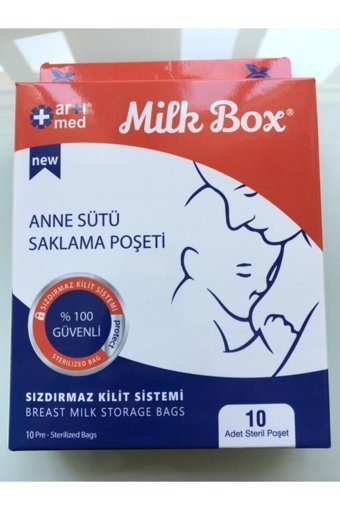 ar+ı
med
Milk Box®
new
ANNE SÜTÜ
SAKLAMA POŞETİ
SIZDIRMAZ KİLİT SİSTEMİ
% 100
GÜVENLİ
protect
STERILIZED BAG
SIZDIRMAZ KİLİT SİSTEMİ
BREAST MILK STORAGE BAGS
10 Pre - Sterilized Bags
10
Adet Steril Poşet